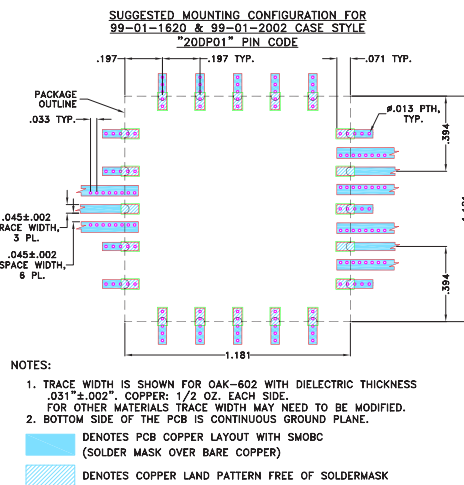 SUGGESTED MOUNTING CONFIGURATION FOR
99-01-1620 & 99-01-2002 CASE STYLE
"20DP01" PIN CODE
.197
.197 TYP.
.071 TYP.
PACKAGE
OUTLINE
ø.013 PTH,
TYP.
.033 TYP.
.394
.045±.002
TRACE WIDTH,
3 PL.
.045±.002
SPACE WIDTH,
6 PL.
.394
1.181
NOTES:
1. TRACE WIDTH IS SHOWN FOR OAK-602 WITH DIELECTRIC THICKNESS
.031"±.002". COPPER: 1/2 OZ. EACH SIDE.
FOR OTHER MATERIALS TRACE WIDTH MAY NEED TO BE MODIFIED.
2. BOTTOM SIDE OF THE PCB IS CONTINUOUS GROUND PLANE.
DENOTES PCB COPPER LAYOUT WITH SMOBC
(SOLDER MASK OVER BARE COPPER)
DENOTES COPPER LAND PATTERN FREE OF SOLDERMASK